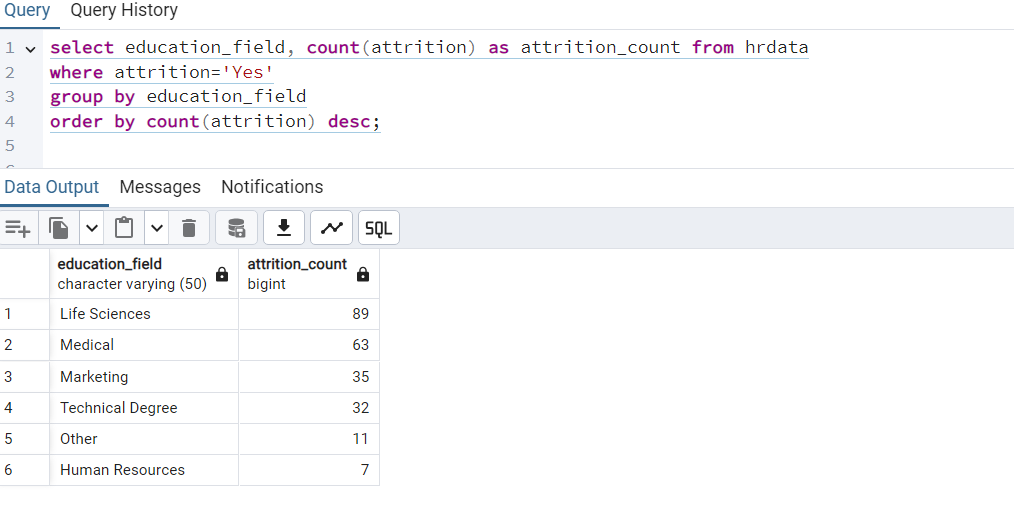 Query Query History
1 select education_field, count(attrition) as attrition_count from hrdata
2 where attrition='Yes'
3 group by education_field
4 order by count(attrition) desc;
5
Data Output Messages Notifications
SQL
education_field attrition_count
character varying (50) bigint
1 Life Sciences 89
2 Medical 63
3 Marketing 35
4 Technical Degree 32
5 Other 11
6 Human Resources 7